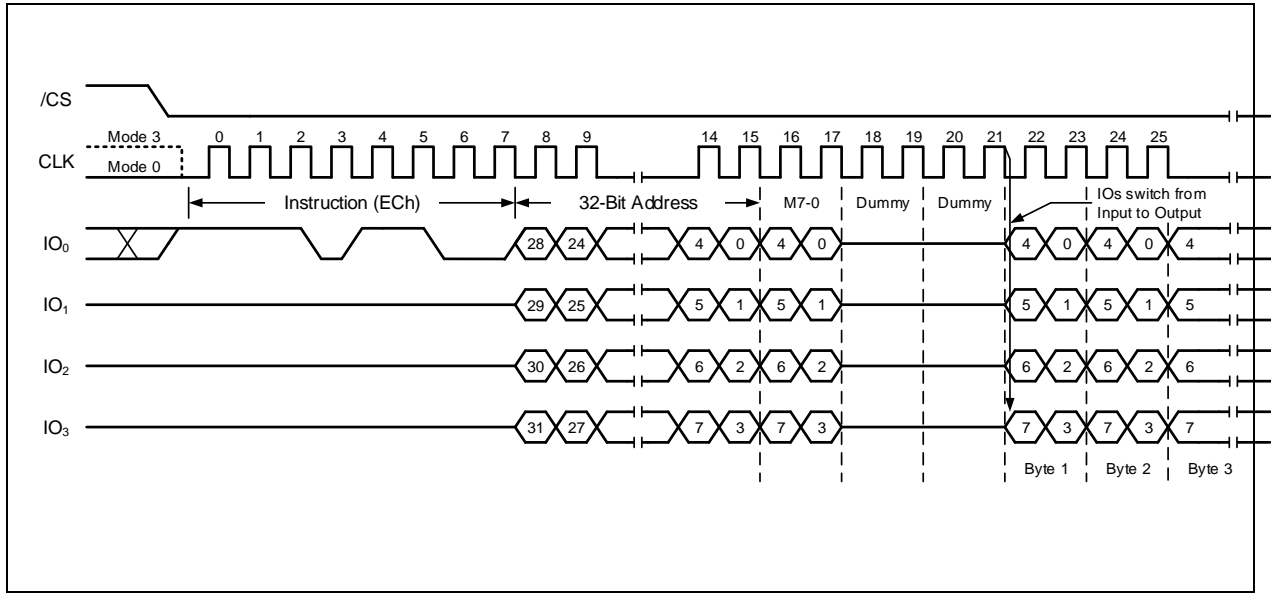 /CS
Mode 3
0 1 2 3 4 5 6 7 8 9 14 15 16 17 18 19 20 21 22 23 24 25
CLK
Mode 0
Instruction (ECh) 32-Bit Address M7-0 Dummy Dummy
IOs switch from
Input to Output
IO0 28 24 4 0 4 0 4 0 4 0 4
IO1 29 25 5 1 5 1 5 1 5 1 5
IO2 30 26 6 2 6 2 6 2 6 2 6
IO3 31 27 7 3 7 3 7 3 7 3 7
Byte 1 Byte 2 Byte 3